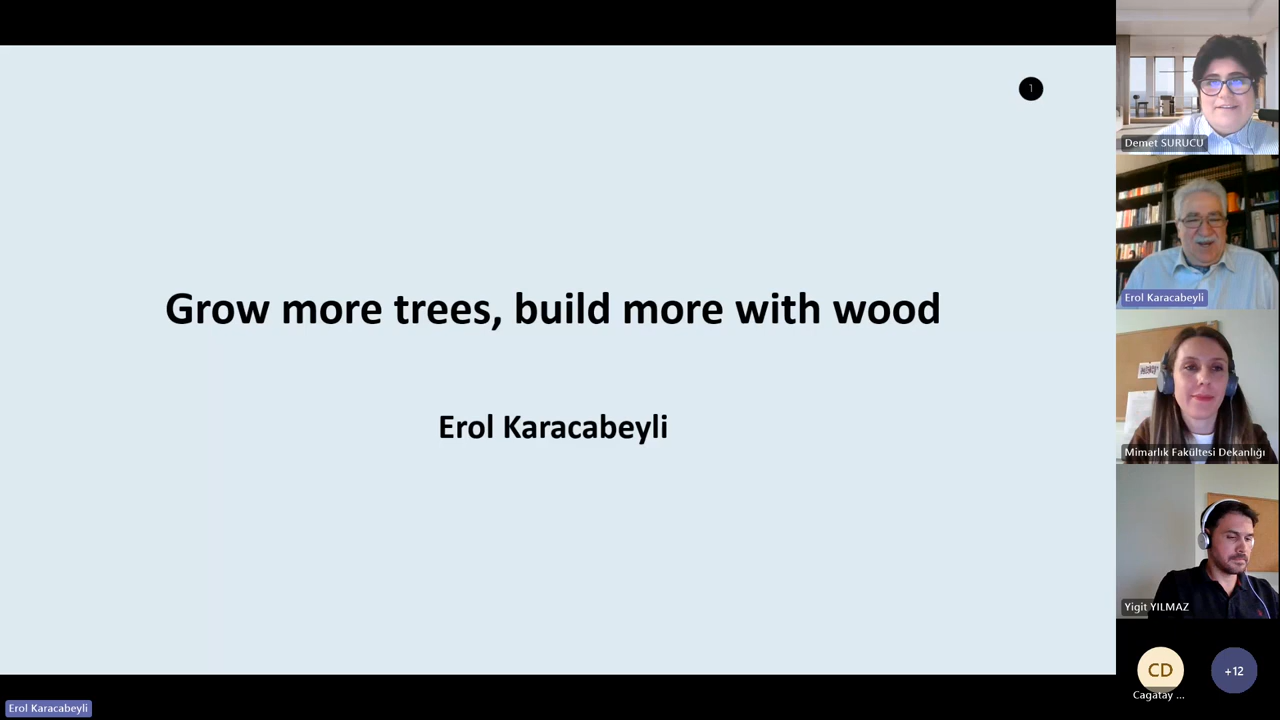 1
Grow more trees, build more with wood
Erol Karacabeyli
Demet SURUCU
Erol Karacabeyli
Mimarlık Fakültesi Dekanlığı
Yigit YILMAZ
CD
Cagatay ...
+12
Erol Karacabeyli